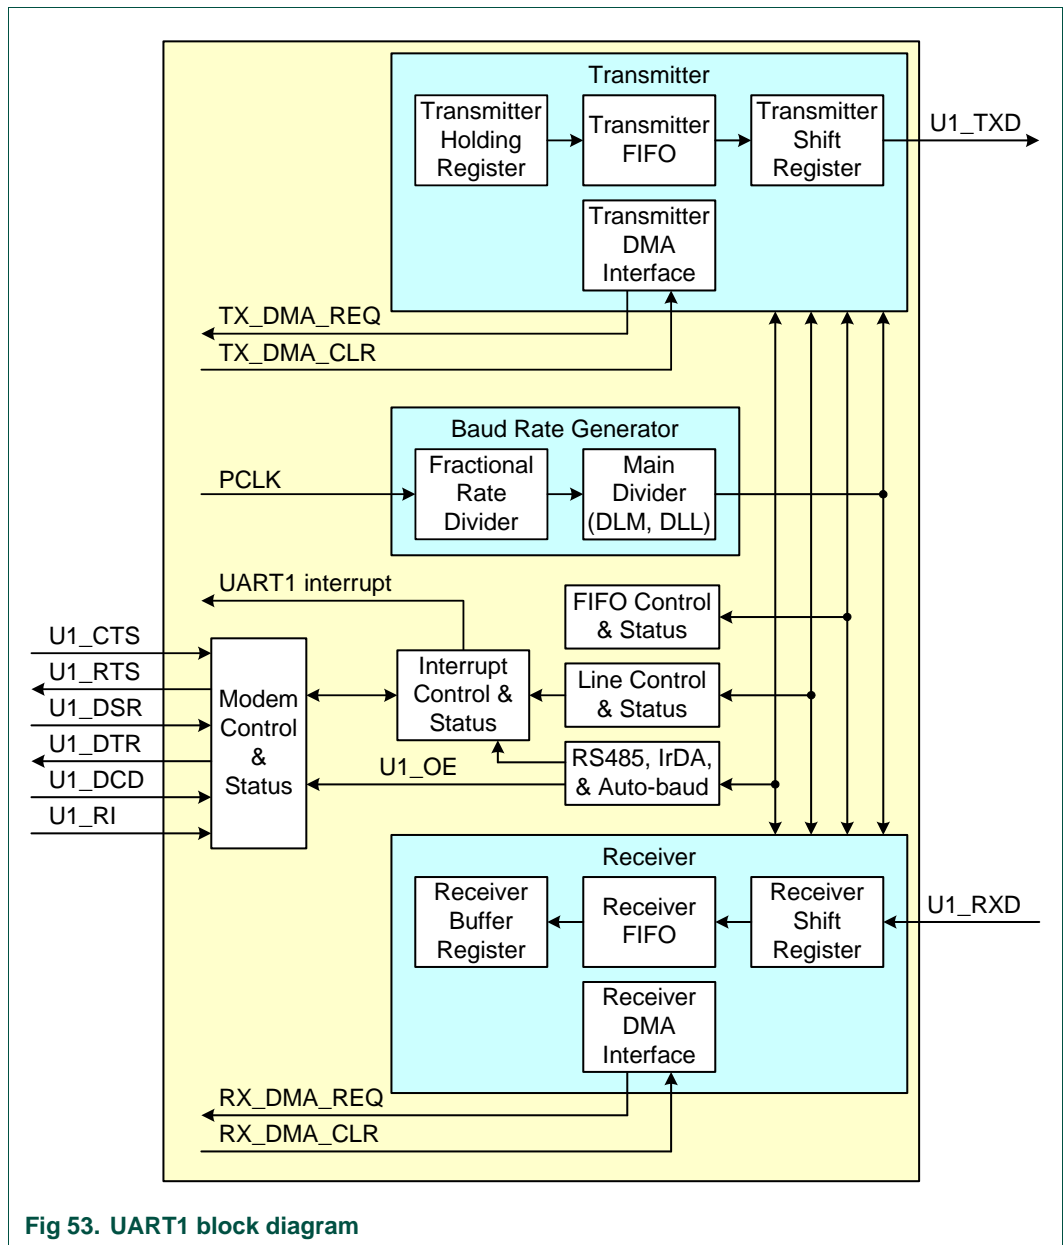 Transmitter
Transmitter
Holding
Register
Transmitter
FIFO
Transmitter
Shift
Register
U1_TXD
Transmitter
DMA
Interface
TX_DMA_REQ
TX_DMA_CLR
Baud Rate Generator
PCLK
Fractional
Rate
Divider
Main
Divider
(DLM, DLL)
UART1 interrupt
FIFO Control
& Status
U1_CTS
U1_RTS
U1_DSR
U1_DTR
U1_DCD
U1_RI
Modem
Control
&
Status
Interrupt
Control &
Status
Line Control
& Status
U1_OE
RS485, IrDA,
& Auto-baud
Receiver
Receiver
Buffer
Register
Receiver
FIFO
Receiver
Shift
Register
U1_RXD
Receiver
DMA
Interface
RX_DMA_REQ
RX_DMA_CLR
Fig 53. UART1 block diagram